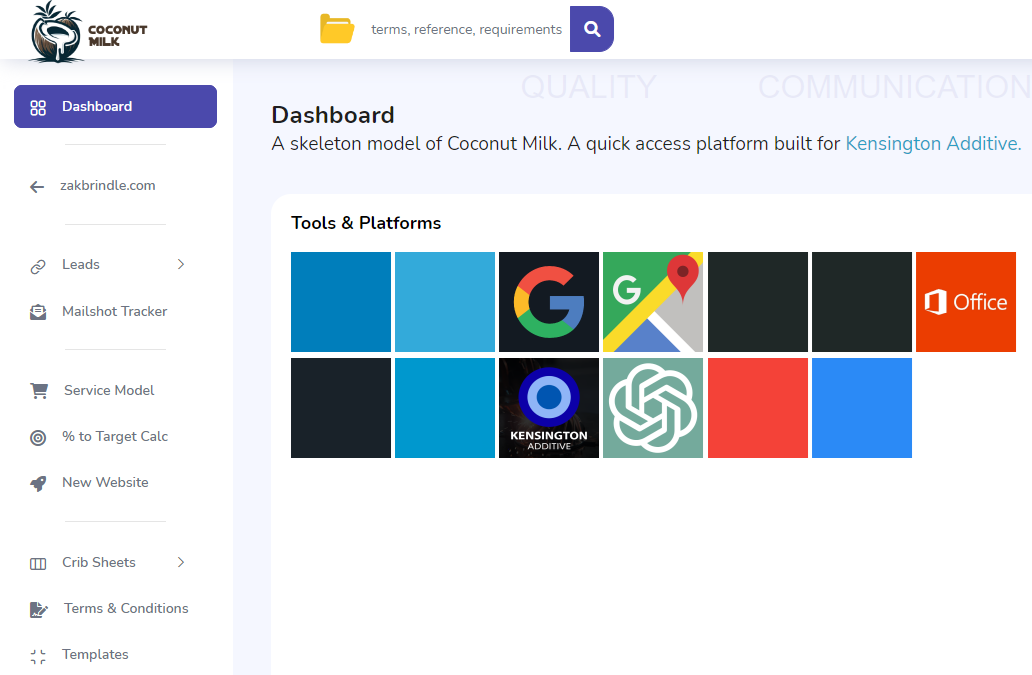 COCONUT
MILK
terms, reference, requirements
QUALITY
COMMUNICATION
Dashboard
zakbrindle.com
Leads
Mailshot Tracker
Service Model
% to Target Calc
New Website
Crib Sheets
Terms & Conditions
Templates
Dashboard
A skeleton model of Coconut Milk. A quick access platform built for Kensington Additive.
Tools & Platforms
G
G
Office
KENSINGTON
ADDITIVE